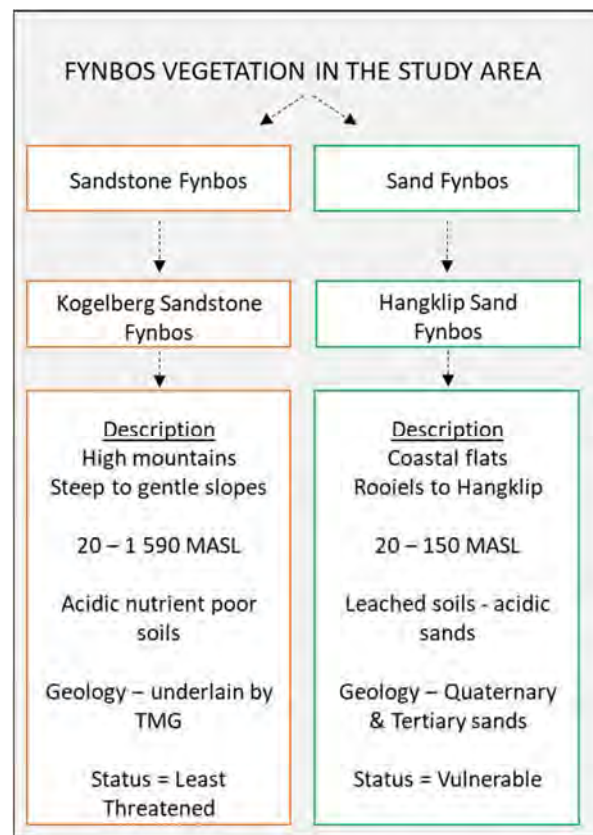 FYNBOS VEGETATION IN THE STUDY AREA
Sandstone Fynbos
Sand Fynbos
Kogelberg Sandstone
Fynbos
Hangklip Sand
Fynbos
Description
High mountains
Steep to gentle slopes
20 – 1 590 MASL
Acidic nutrient poor
soils
Geology – underlain by
TMG
Status = Least
Threatened
Description
Coastal flats
Rooiels to Hangklip
20 – 150 MASL
Leached soils - acidic
sands
Geology – Quaternary
& Tertiary sands
Status = Vulnerable